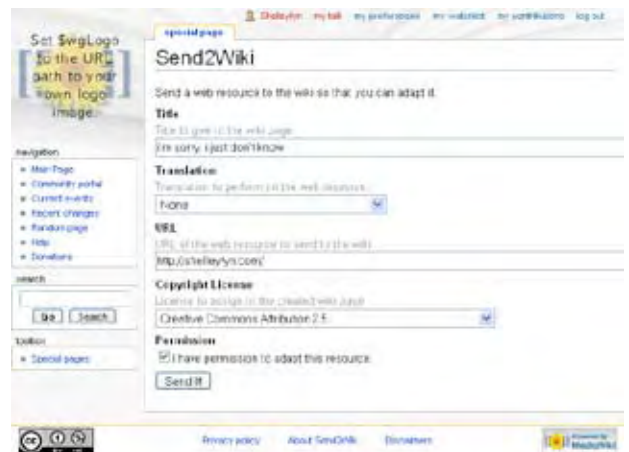 Shelleylyn my talk my preferences my watchlist my contributions log out
Set $wgLogo
to the URL
path to your
own logo
image.
special page
Send2Wiki
Send a web resource to the wiki so that you can adapt it.
Title
Title to give to the wiki page
i'm sorry, i just don't know
Translation
Translation to perform on the web resource
None
URL
URL of the web resource to send to the wiki
http://shelleylyn.com/
Copyright License
License to assign to the created wiki page
Creative Commons Attribution 2.5
Permission
I have permission to adapt this resource.
Send It
navigation
Main Page
Community portal
Current events
Recent changes
Random page
Help
Donations
search
Go Search
toolbox
Special pages
cc
Privacy policy About Send2Wiki Disclaimers
Powered by
MediaWiki